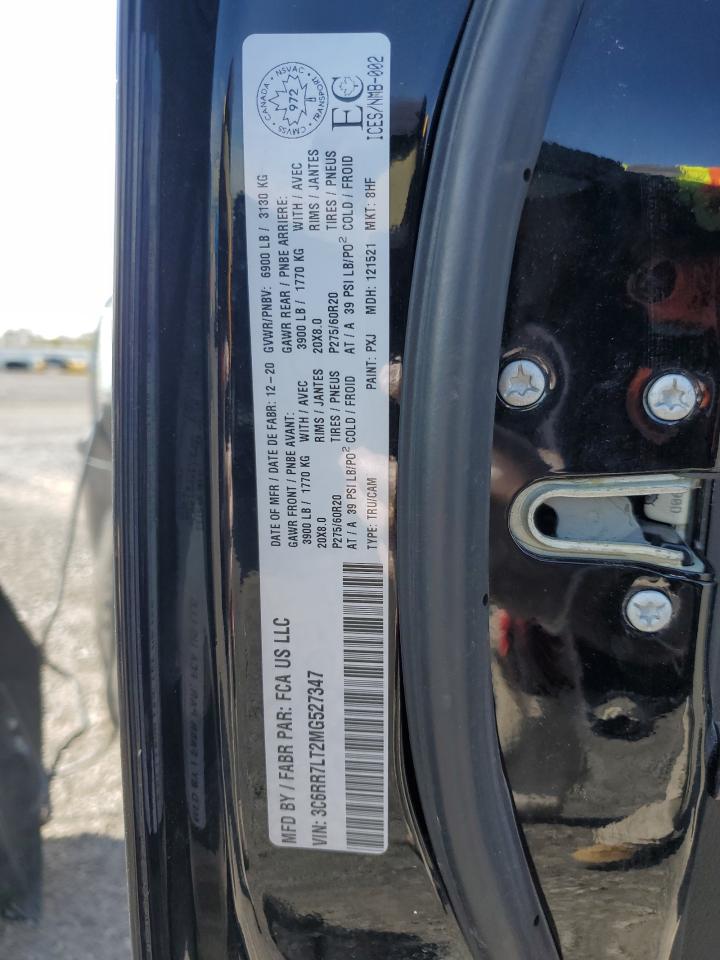 MFD BY / FABR PAR: FCA US LLC
DATE OF MFR / DATE DE FABR: 12-20 GVWR/PNBV: 6900 LB / 3130 KG
GAWR FRONT / PNBE AVANT: GAWR REAR / PNBE ARRIERE:
3900 LB / 1770 KG WITH / AVEC 3900 LB / 1770 KG WITH / AVEC
20X8.0 RIMS / JANTES 20X8.0 RIMS / JANTES
P275/60R20 TIRES / PNEUS P275/60R20 TIRES / PNEUS
AT / A 39 PSI LB/PO² COLD / FROID AT / A 39 PSI LB/PO² COLD / FROID
VIN: 3C6RR7LT2MG527347
TYPE: TRU/CAM PAINT: PXJ MDH: 121521 MKT: 8HF
CANADA • NSVAC • TRANSPORT • CMVSS
972
EC
ICES/NMB-002